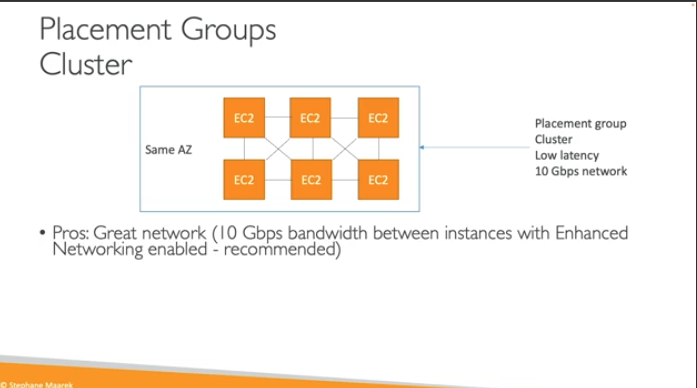 Placement Groups
Cluster
EC2 EC2 EC2
Same AZ
EC2 EC2 EC2
Placement group
Cluster
Low latency
10 Gbps network
• Pros: Great network (10 Gbps bandwidth between instances with Enhanced
Networking enabled - recommended)
© Stephane Maarek